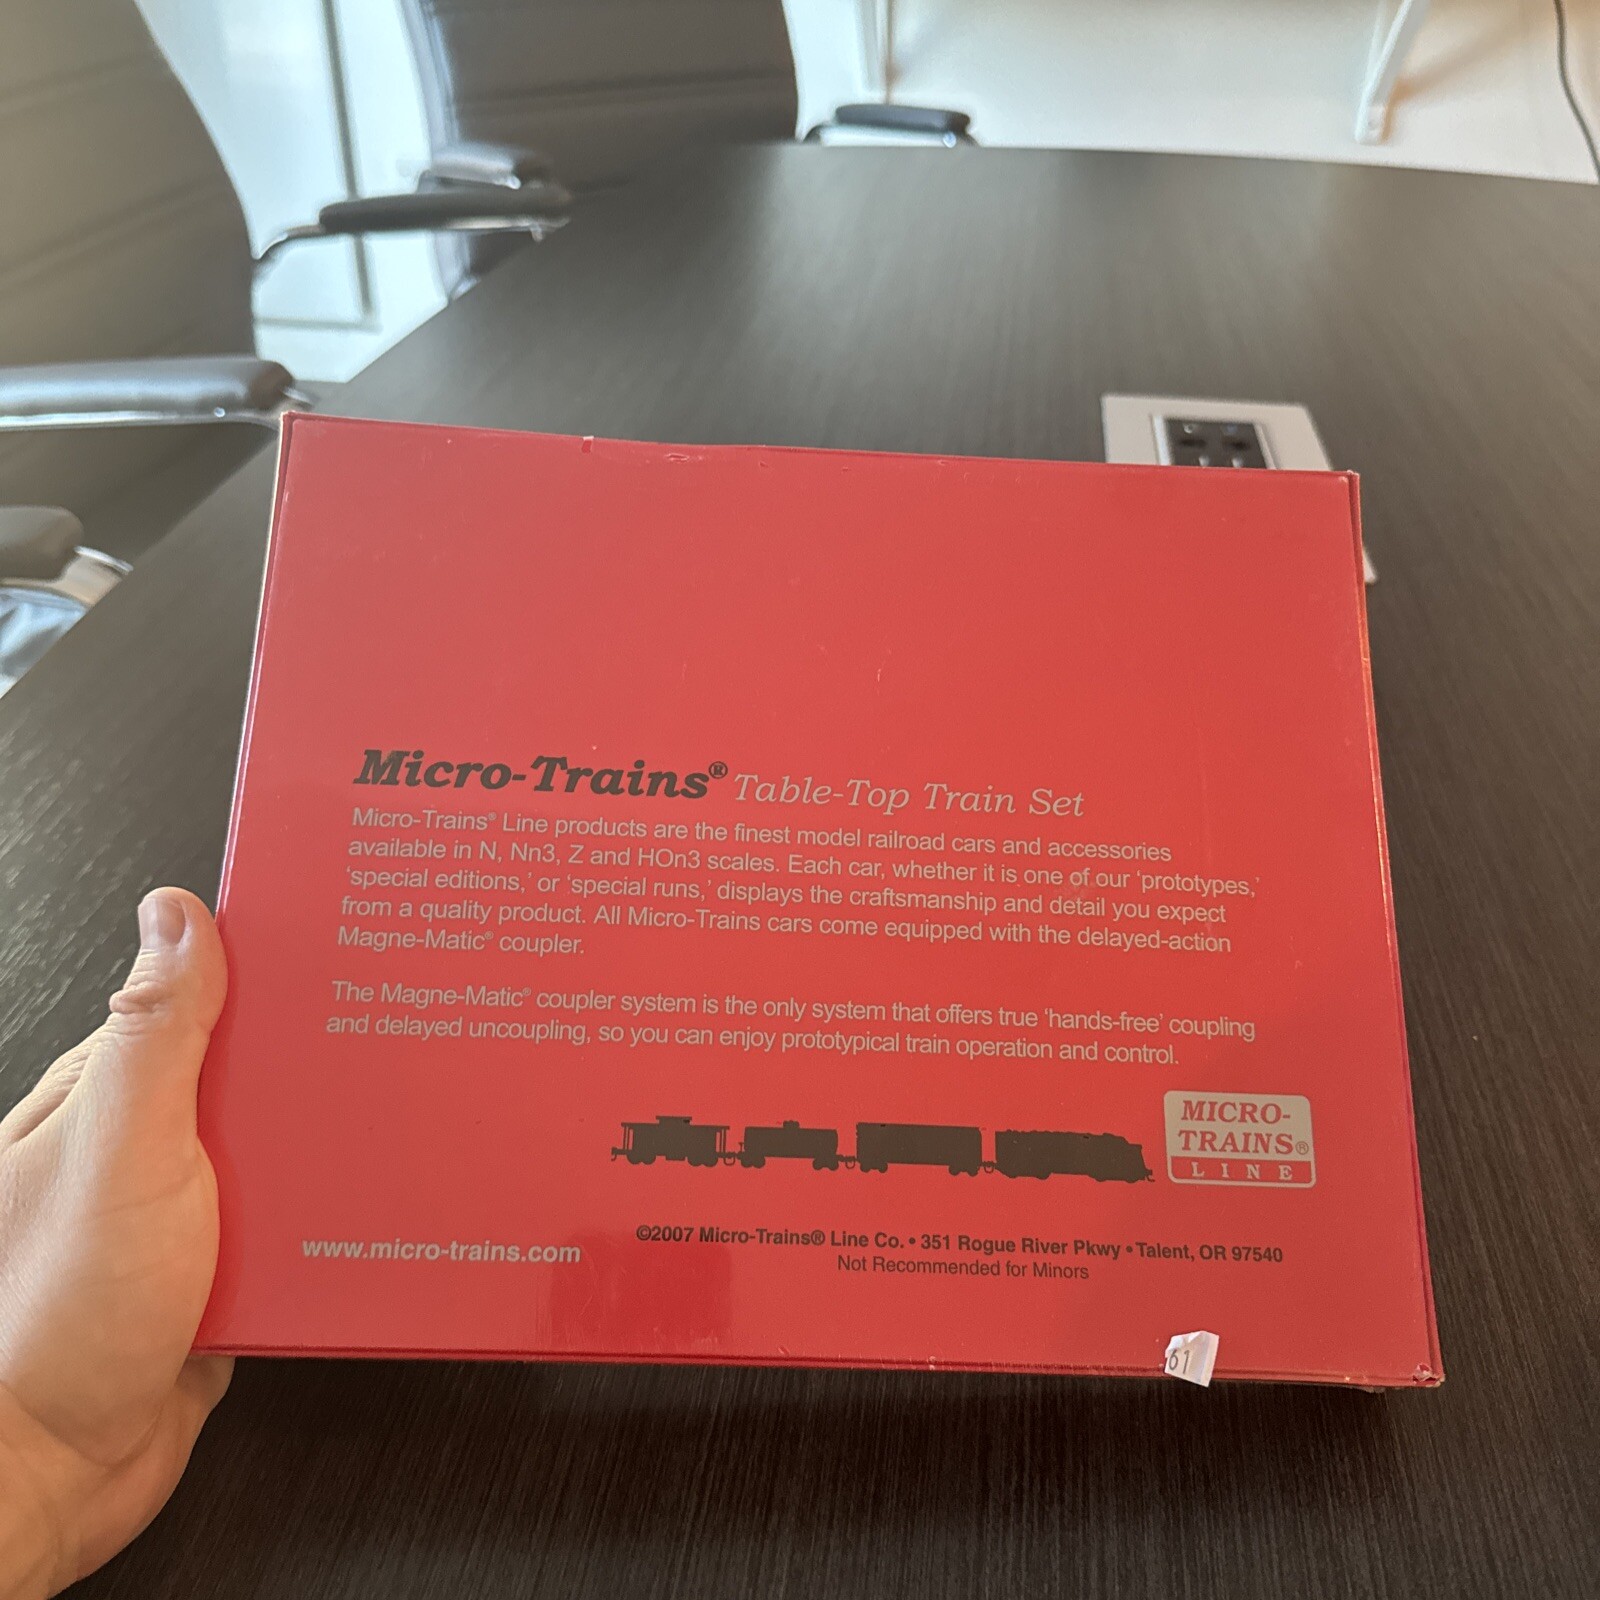 Micro-Trains® Table-Top Train Set
Micro-Trains® Line products are the finest model railroad cars and accessories
available in N, Nn3, Z and HOn3 scales. Each car, whether it is one of our ‘prototypes,’
‘special editions,’ or ‘special runs,’ displays the craftsmanship and detail you expect
from a quality product. All Micro-Trains cars come equipped with the delayed-action
Magne-Matic® coupler.
The Magne-Matic® coupler system is the only system that offers true ‘hands-free’ coupling
and delayed uncoupling, so you can enjoy prototypical train operation and control.
MICRO-
TRAINS®
LINE
www.micro-trains.com
©2007 Micro-Trains® Line Co. • 351 Rogue River Pkwy • Talent, OR 97540
Not Recommended for Minors
61